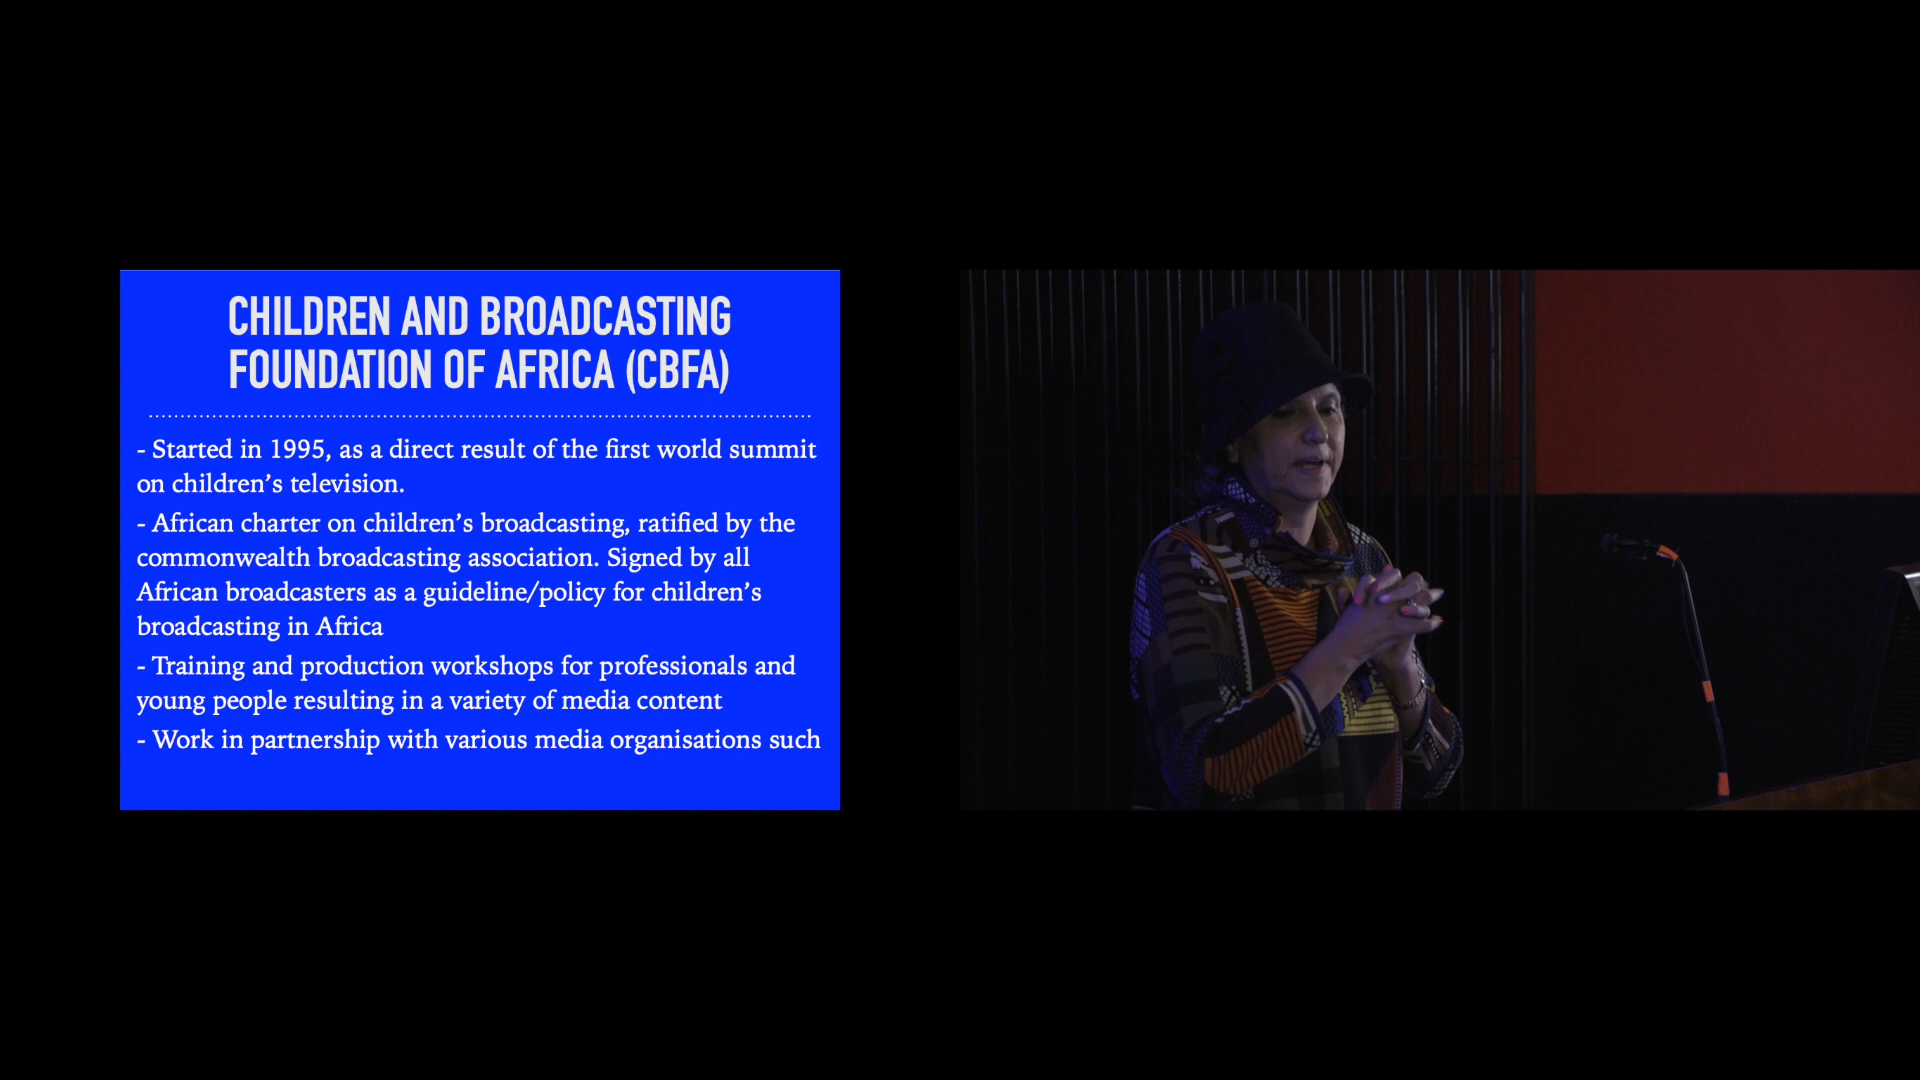 CHILDREN AND BROADCASTING
FOUNDATION OF AFRICA (CBFA)
- Started in 1995, as a direct result of the first world summit
on children’s television.
- African charter on children’s broadcasting, ratified by the
commonwealth broadcasting association. Signed by all
African broadcasters as a guideline/policy for children’s
broadcasting in Africa
- Training and production workshops for professionals and
young people resulting in a variety of media content
- Work in partnership with various media organisations such